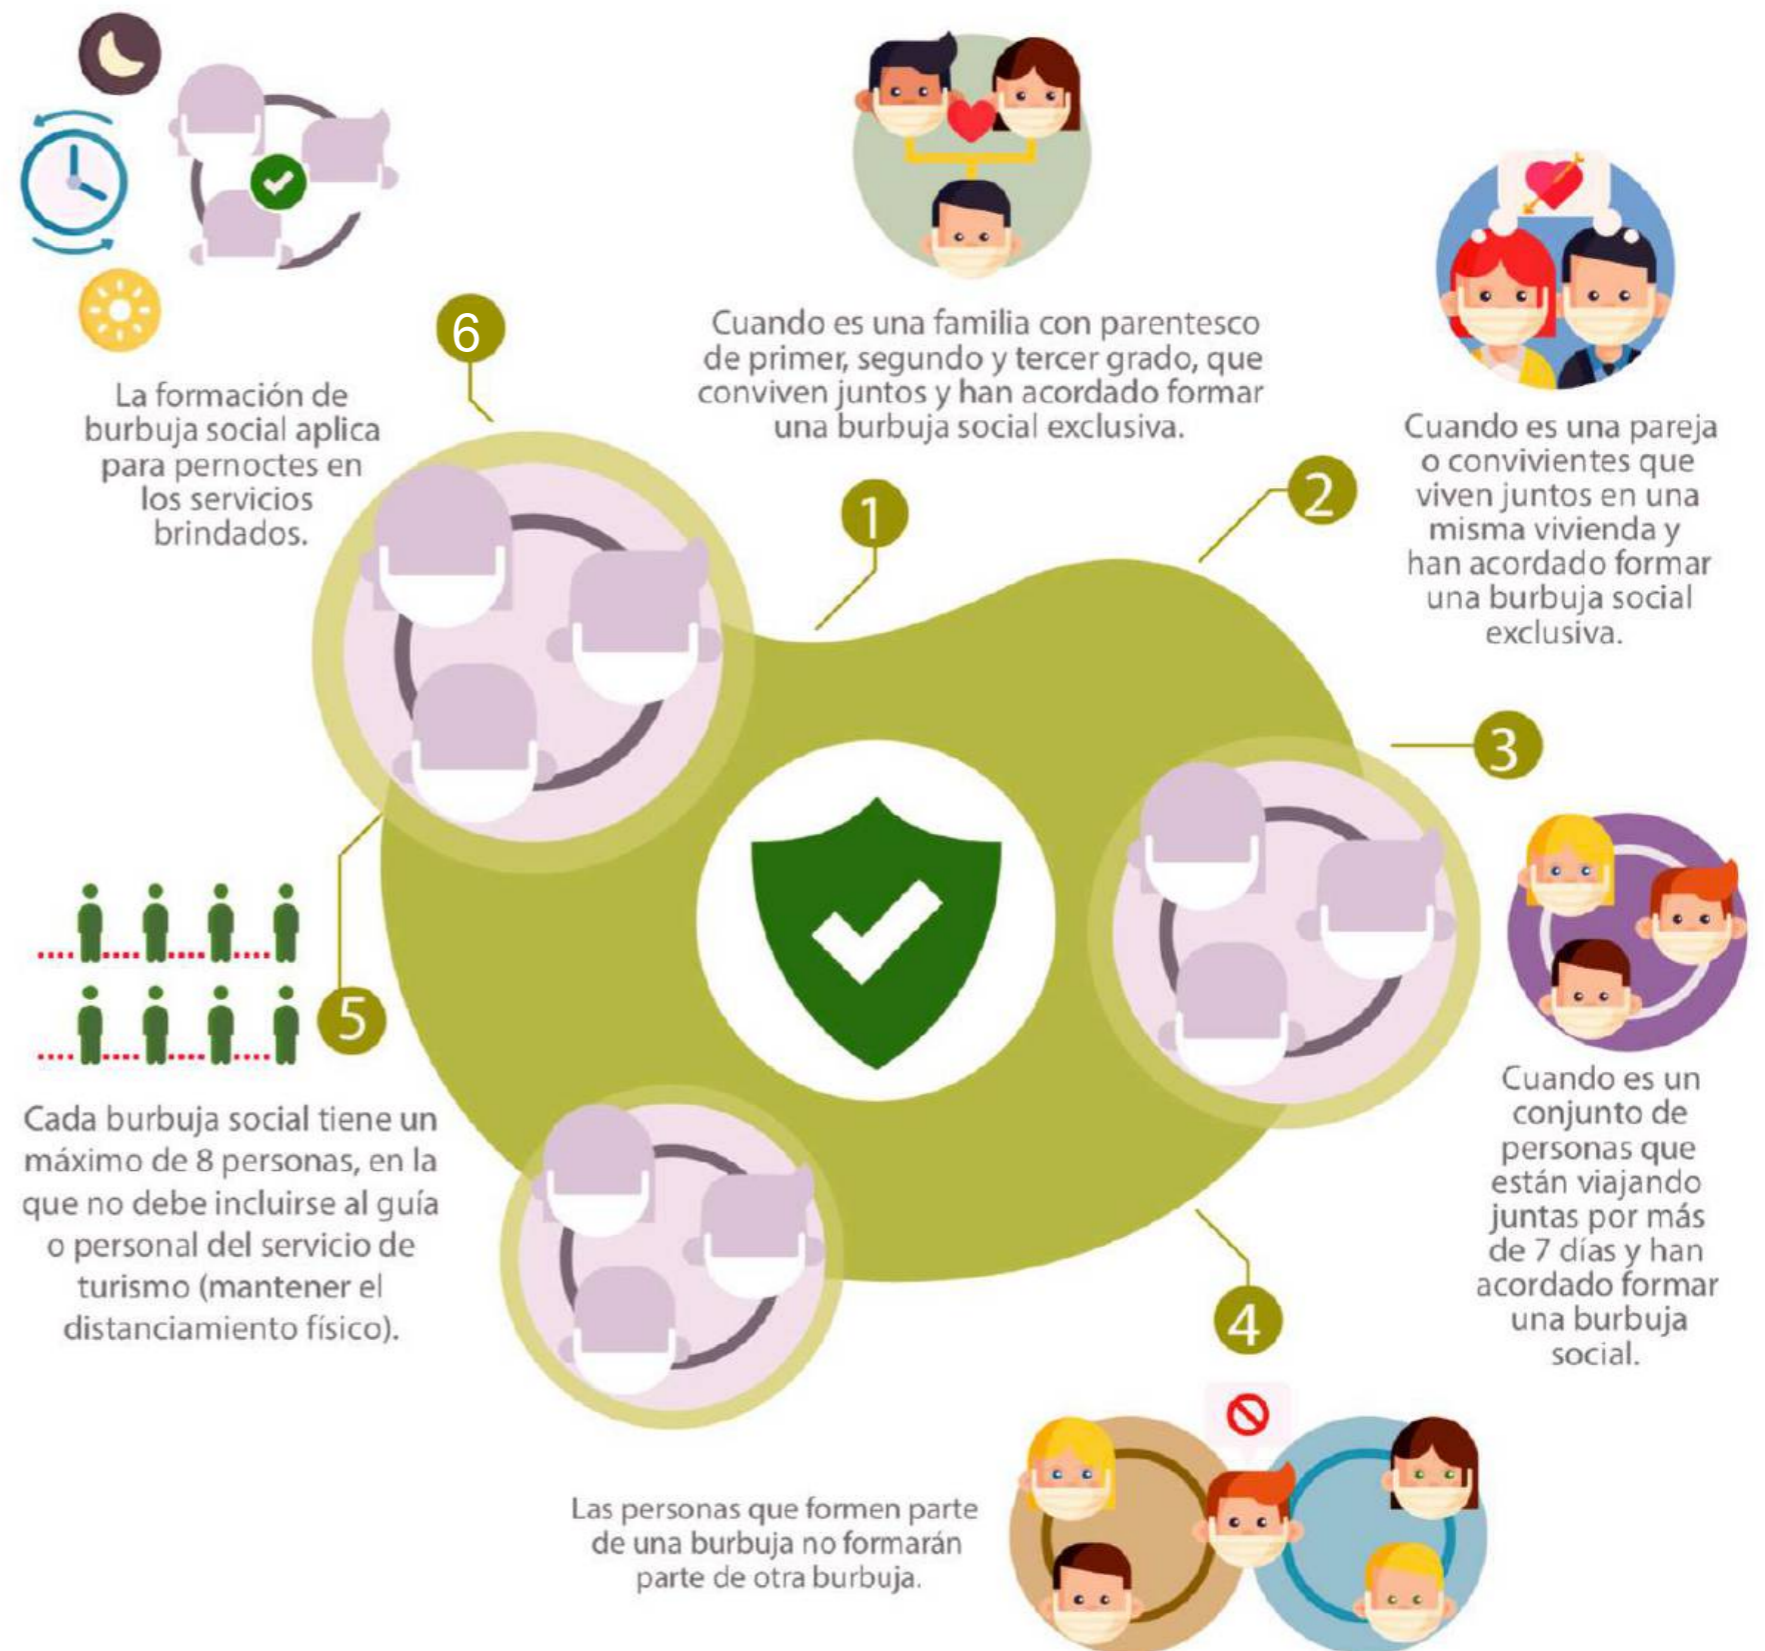 1
Cuando es una familia con parentesco
de primer, segundo y tercer grado, que
conviven juntos y han acordado formar
una burbuja social exclusiva.
2
Cuando es una pareja
o convivientes que
viven juntos en una
misma vivienda y
han acordado formar
una burbuja social
exclusiva.
3
Cuando es un
conjunto de
personas que
están viajando
juntas por más
de 7 días y han
acordado formar
una burbuja
social.
4
Las personas que formen parte
de una burbuja no formarán
parte de otra burbuja.
5
Cada burbuja social tiene un
máximo de 8 personas, en la
que no debe incluirse al guía
o personal del servicio de
turismo (mantener el
distanciamiento físico).
6
La formación de
burbuja social aplica
para pernoctes en
los servicios
brindados.